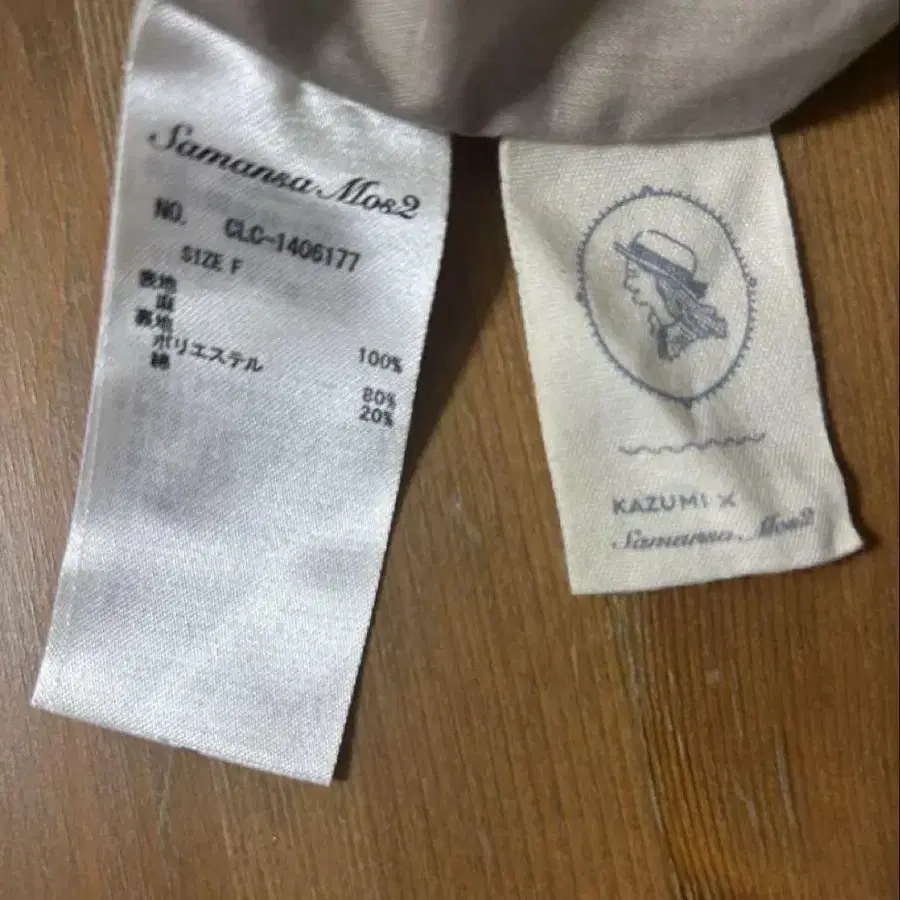 Samansa Mos2
NO. CLC-1406177
SIZE F
表地
麻 100%
裏地
ポリエステル 80%
綿 20%
KAZUMI ×
Samansa Mos2